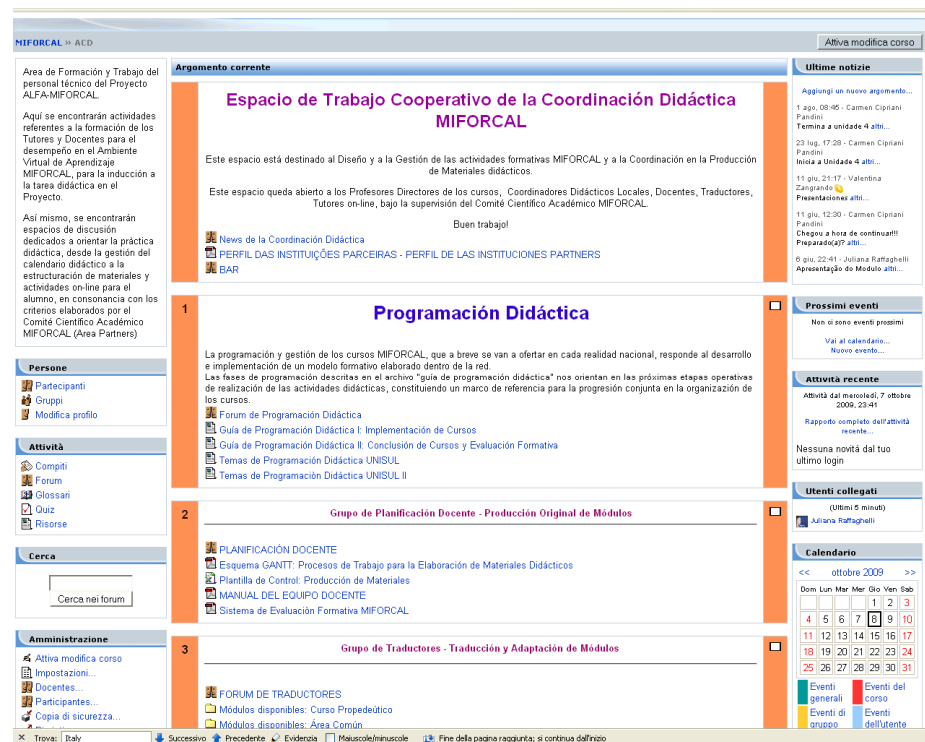 MIFORCAL » ACD
Attiva modifica corso
Area de Formación y Trabajo del
personal técnico del Proyecto
ALFA-MIFORCAL.
Aquí se encontrarán actividades
referentes a la formación de los
Tutores y Docentes para el
desempeño en el Ambiente
Virtual de Aprendizaje
MIFORCAL, para la inducción a
la tarea didáctica en el
Proyecto.
Así mismo, se encontrarán
espacios de discusión
dedicados a orientar la práctica
didáctica, desde la gestión del
calendario didáctico a la
estructuración de materiales y
actividades on-line para el
alumno, en consonancia con los
criterios elaborados por el
Comité Científico Académico
MIFORCAL (Area Partners)
Persone
Partecipanti
Gruppi
Modifica profilo
Attività
Compiti
Forum
Glossari
Quiz
Risorse
Cerca
Cerca nei forum
Amministrazione
Attiva modifica corso
Impostazioni...
Docentes...
Participantes...
Copia di sicurezza...
Argomento corrente
Espacio de Trabajo Cooperativo de la Coordinación Didáctica
MIFORCAL
Este espacio está destinado al Diseño y a la Gestión de las actividades formativas MIFORCAL y a la Coordinación en la Producción
de Materiales didácticos.
Este espacio queda abierto a los Profesores Directores de los cursos, Coordinadores Didácticos Locales, Docentes, Traductores,
Tutores on-line, bajo la supervisión del Comité Científico Académico MIFORCAL.
Buen trabajo!
News de la Coordinación Didáctica
PERFIL DAS INSTITUIÇÕES PARCEIRAS - PERFIL DE LAS INSTITUCIONES PARTNERS
BAR
1
Programación Didáctica
La programación y gestión de los cursos MIFORCAL, que a breve se van a ofertar en cada realidad nacional, responde al desarrollo
e implementación de un modelo formativo elaborado dentro de la red.
Las fases de programación descritas en el archivo "guía de programación didáctica" nos orientan en las próximas etapas operativas
de realización de las actividades didácticas, constituyendo un marco de referencia para la progresión conjunta en la organización de
los cursos.
Forum de Programación Didáctica
Guía de Programación Didáctica I: Implementación de Cursos
Guía de Programación Didáctica II: Conclusión de Cursos y Evaluación Formativa
Temas de Programación Didáctica UNISUL
Temas de Programaciòn Didáctica UNISUL II
2
Grupo de Planificación Docente - Producción Original de Módulos
PLANIFICACIÓN DOCENTE
Esquema GANTT: Procesos de Trabajo para la Elaboración de Materiales Didácticos
Plantilla de Control: Producción de Materiales
MANUAL DEL EQUIPO DOCENTE
Sistema de Evaluaciòn Formativa MIFORCAL
3
Grupo de Traductores - Traducción y Adaptación de Módulos
FORUM DE TRADUCTORES
Módulos disponibles: Curso Propedeútico
Módulos disponibles: Área Común
Ultime notizie
Aggiungi un nuovo argomento...
1 ago, 08:46 - Carmen Cipriani
Pandini
Termina a unidade 4 altri...
23 lug, 17:28 - Carmen Cipriani
Pandini
Inicia a Unidade 4 altri...
11 giu, 21:17 - Valentina
Zangrando
Presentaciones altri...
11 giu, 12:30 - Carmen Cipriani
Pandini
Chegou a hora de continuar!!!
Preparado(a)? altri...
6 giu, 22:41 - Juliana Raffaghelli
Apresentação do Modulo altri...
Prossimi eventi
Non ci sono eventi prossimi
Vai al calendario...
Nuovo evento...
Attività recente
Attività dal mercoledì, 7 ottobre
2009, 23:41
Rapporto completo dell'attività
recente...
Nessuna novità dal tuo
ultimo login
Utenti collegati
(Ultimi 5 minuti)
Juliana Raffaghelli
Calendario
<< ottobre 2009 >>
Dom Lun Mar Mer Gio Ven Sab
1 2 3
4 5 6 7 8 9 10
11 12 13 14 15 16 17
18 19 20 21 22 23 24
25 26 27 28 29 30 31
Eventi generali
Eventi del corso
Eventi di gruppo
Eventi dell'utente
Trova: Italy Successivo Precedente Evidenzia Maiuscole/minuscole Fine della pagina raggiunta; si continua dall'inizio